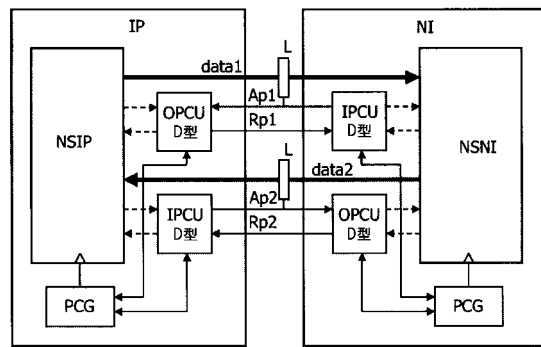 IP
NI
L
data1
OPCU
D型
Ap1
Rp1
IPCU
D型
NSIP
NSNI
L
data2
IPCU
D型
Ap2
Rp2
OPCU
D型
PCG
PCG